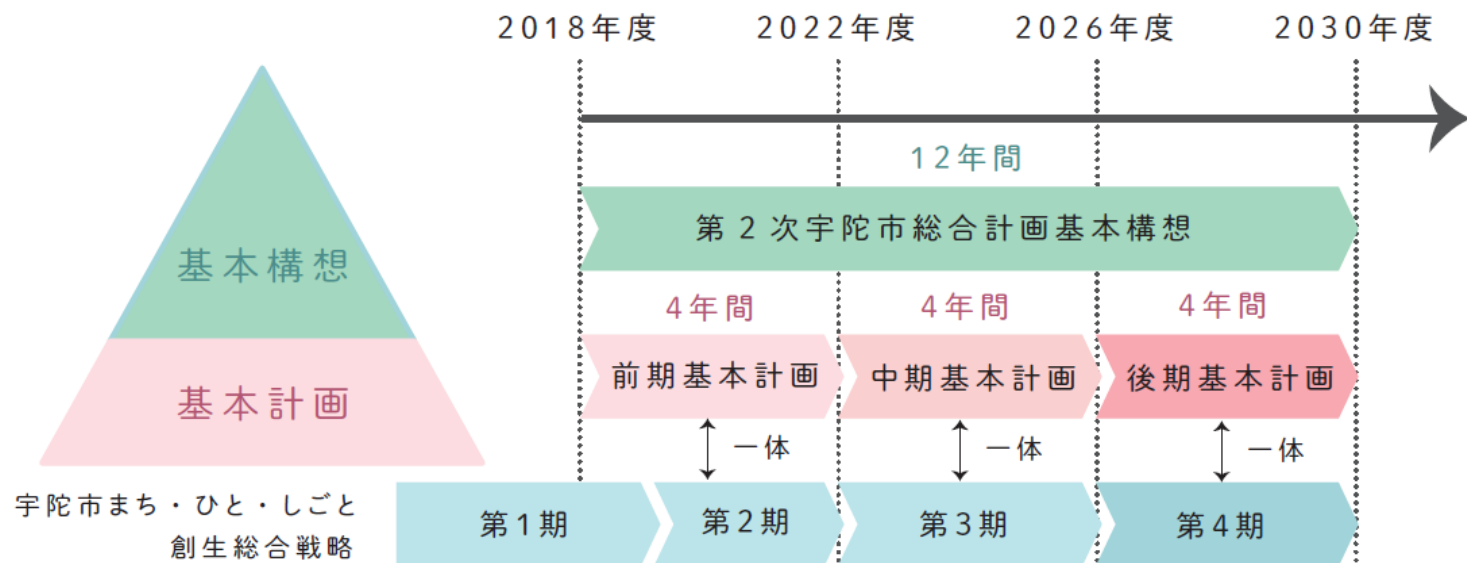 2018年度 2022年度 2026年度 2030年度
12年間
第2次宇陀市総合計画基本構想
基本構想
4年間 4年間 4年間
前期基本計画 中期基本計画 後期基本計画
基本計画
一体 一体 一体
宇陀市まち・ひと・しごと
創生総合戦略
第1期 第2期 第3期 第4期